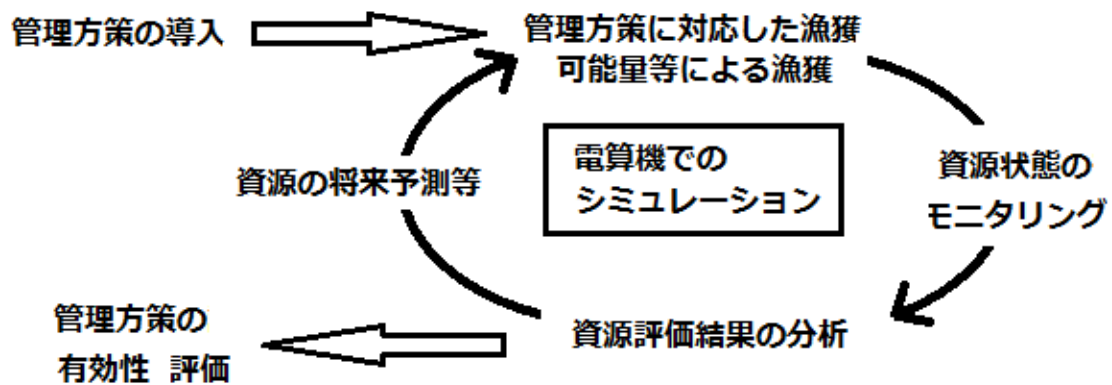 管理方策の導入
管理方策に対応した漁獲
可能量等による漁獲
電算機での
シミュレーション
資源状態の
モニタリング
資源の将来予測等
資源評価結果の分析
管理方策の
有効性 評価